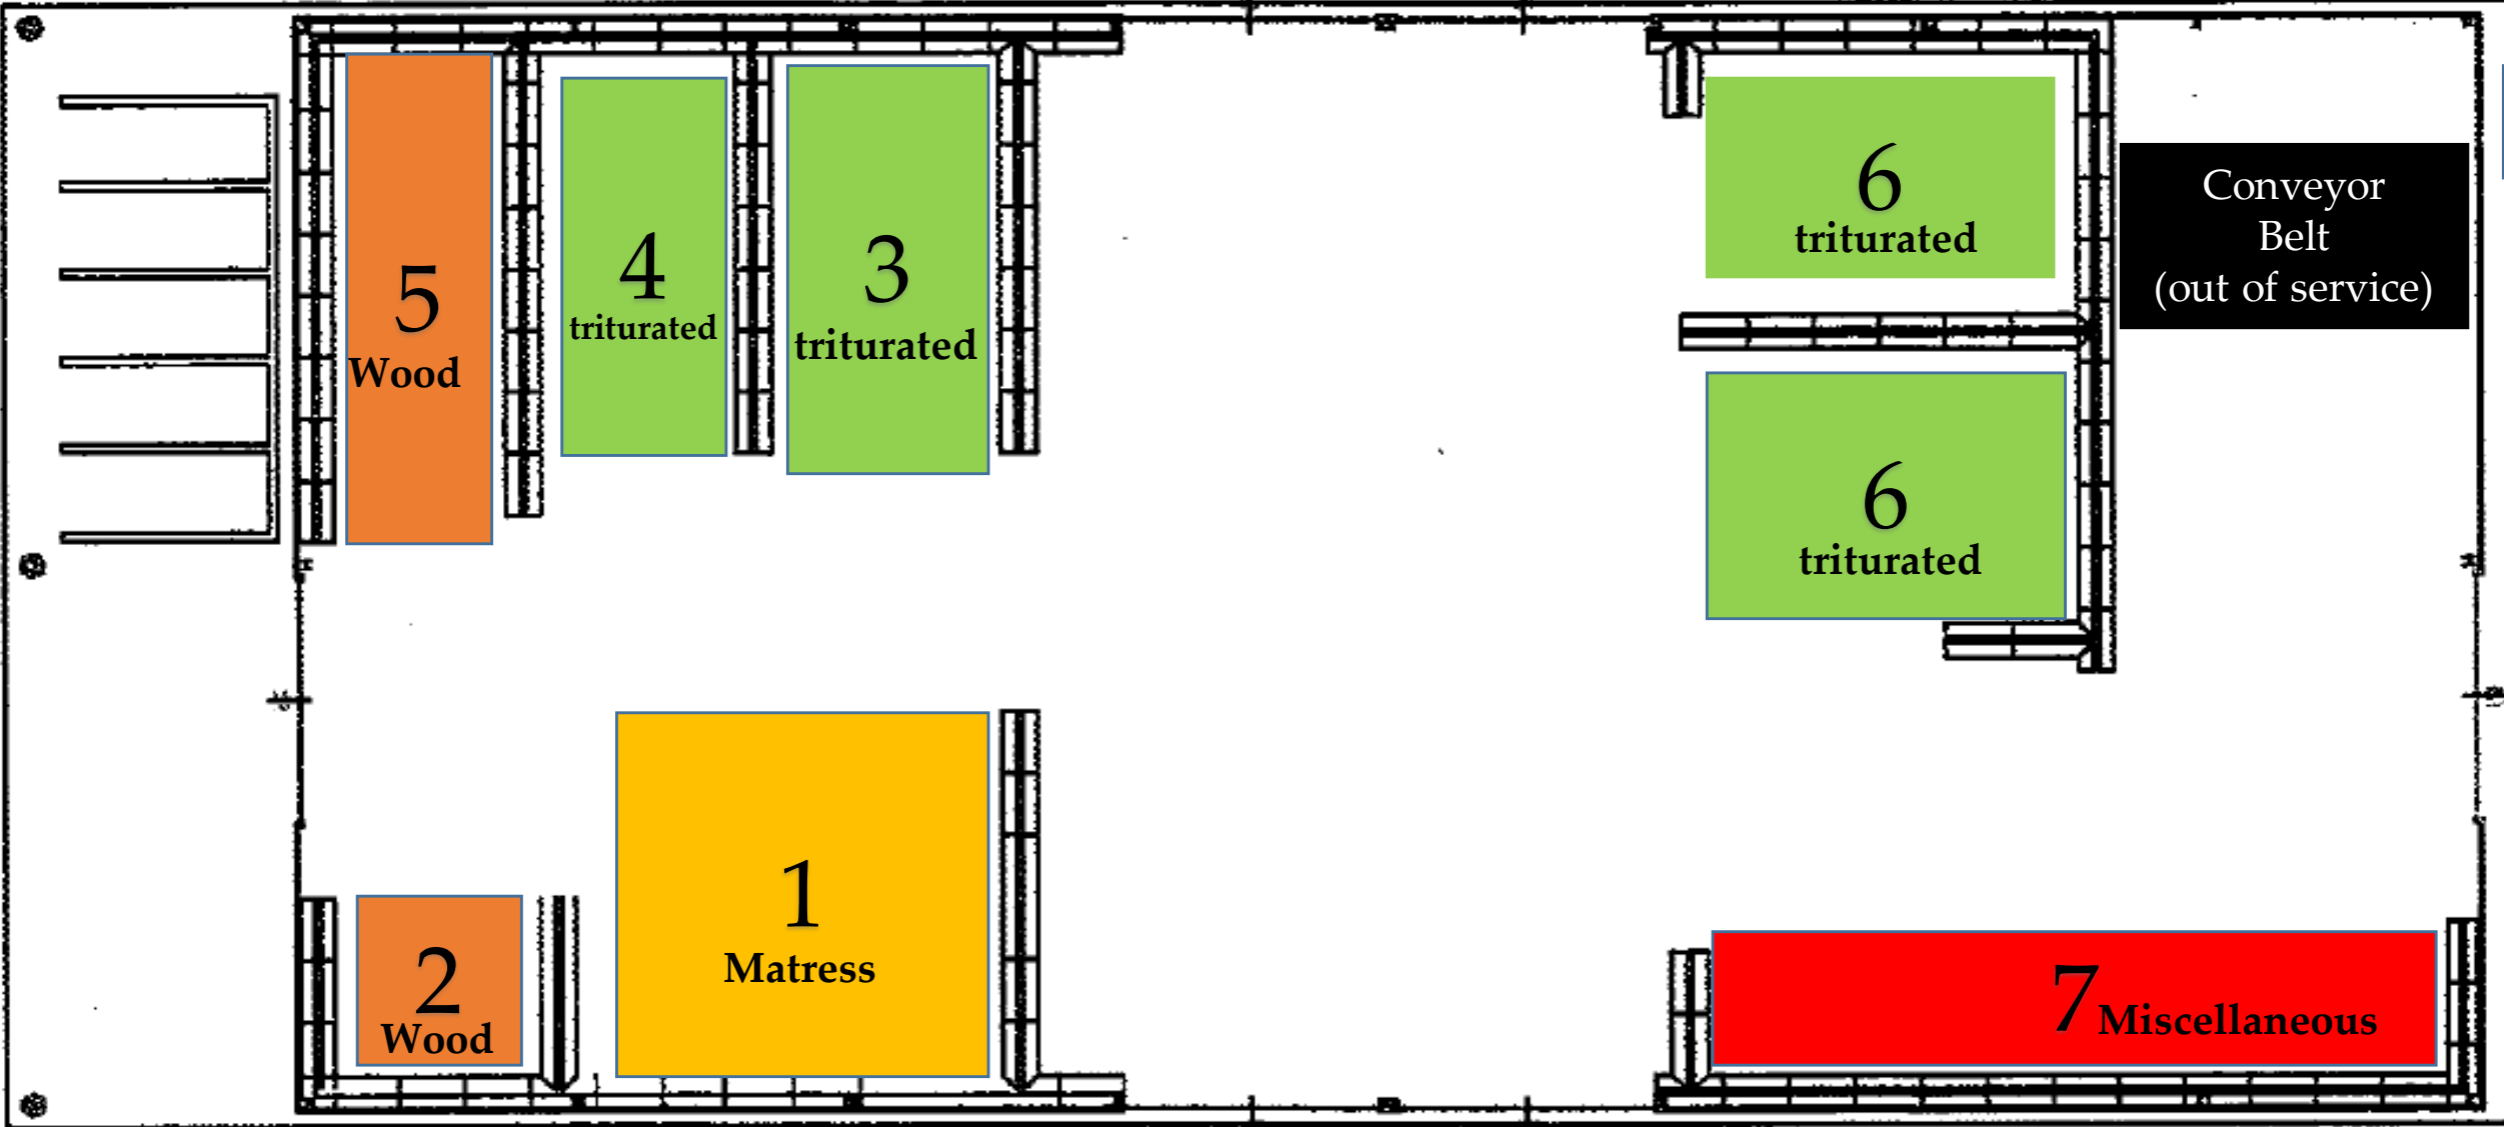 5
Wood
4
triturated
3
triturated
6
triturated
Conveyor
Belt
(out of service)
6
triturated
2
Wood
1
Matress
7 Miscellaneous